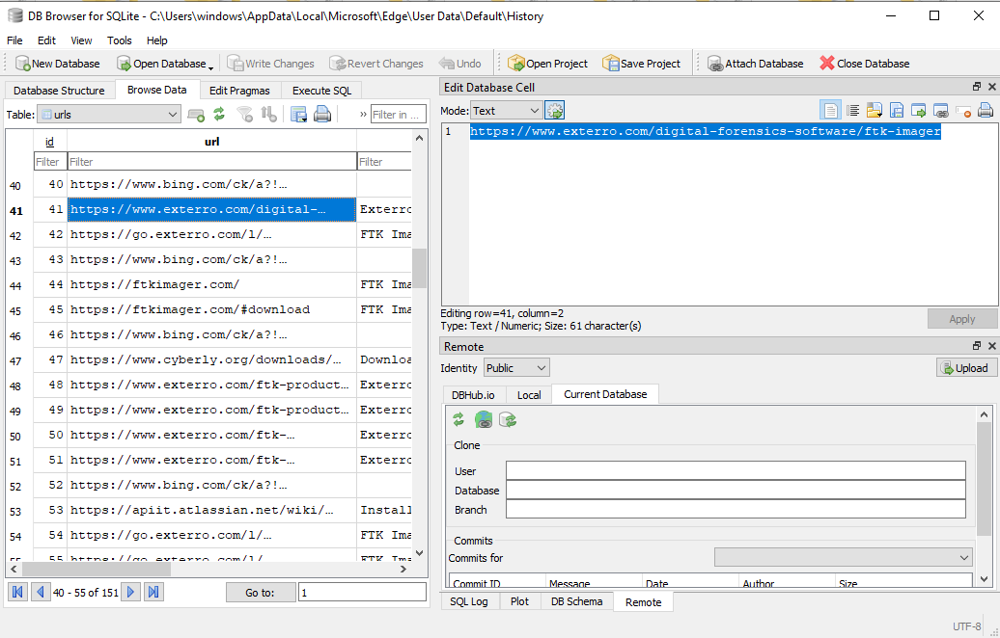 DB Browser for SQLite - C:\Users\windows\AppData\Local\Microsoft\Edge\User Data\Default\History
File Edit View Tools Help
New Database Open Database Write Changes Revert Changes Undo Open Project Save Project Attach Database Close Database
Database Structure Browse Data Edit Pragmas Execute SQL
Table: urls » Filter in ...
id url
Filter Filter Filter
40 40 https://www.bing.com/ck/a?!…
41 41 https://www.exterro.com/digital-… Exterro
42 42 https://go.exterro.com/l/… FTK Ima
43 43 https://www.bing.com/ck/a?!…
44 44 https://ftkimager.com/ FTK Ima
45 45 https://ftkimager.com/#download FTK Ima
46 46 https://www.bing.com/ck/a?!…
47 47 https://www.cyberly.org/downloads/… Downloa
48 48 https://www.exterro.com/ftk-product… Exterro
49 49 https://www.exterro.com/ftk-product… Exterro
50 50 https://www.exterro.com/ftk-… Exterro
51 51 https://www.exterro.com/ftk-… Exterro
52 52 https://www.bing.com/ck/a?!…
53 53 https://apiit.atlassian.net/wiki/… Install
54 54 https://go.exterro.com/l/… FTK Ima
55 55 https://go.exterro.com/l/… FTK Ima
40 - 55 of 151 Go to: 1
Edit Database Cell
Mode: Text
1 https://www.exterro.com/digital-forensics-software/ftk-imager
Editing row=41, column=2
Type: Text / Numeric; Size: 61 character(s)
Apply
Remote
Identity Public Upload
DBHub.io Local Current Database
Clone
User
Database
Branch
Commits
Commits for
Commit ID Message Date Author Size
SQL Log Plot DB Schema Remote
UTF-8